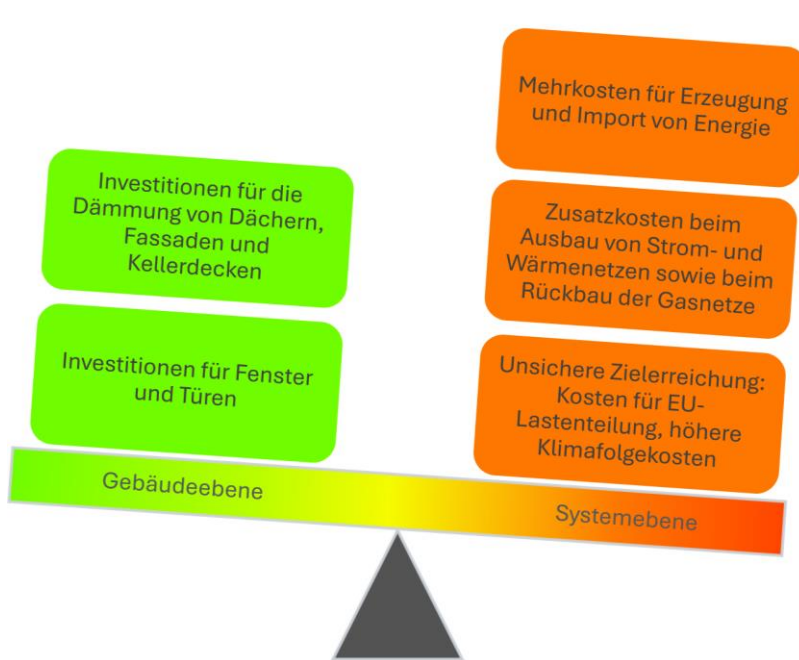 Mehrkosten für Erzeugung
und Import von Energie
Investitionen für die
Dämmung von Dächern,
Fassaden und
Kellerdecken
Zusatzkosten beim
Ausbau von Strom- und
Wärmenetzen sowie beim
Rückbau der Gasnetze
Investitionen für Fenster
und Türen
Unsichere Zielerreichung:
Kosten für EU-
Lastenteilung, höhere
Klimafolgekosten
Gebäudeebene
Systemebene